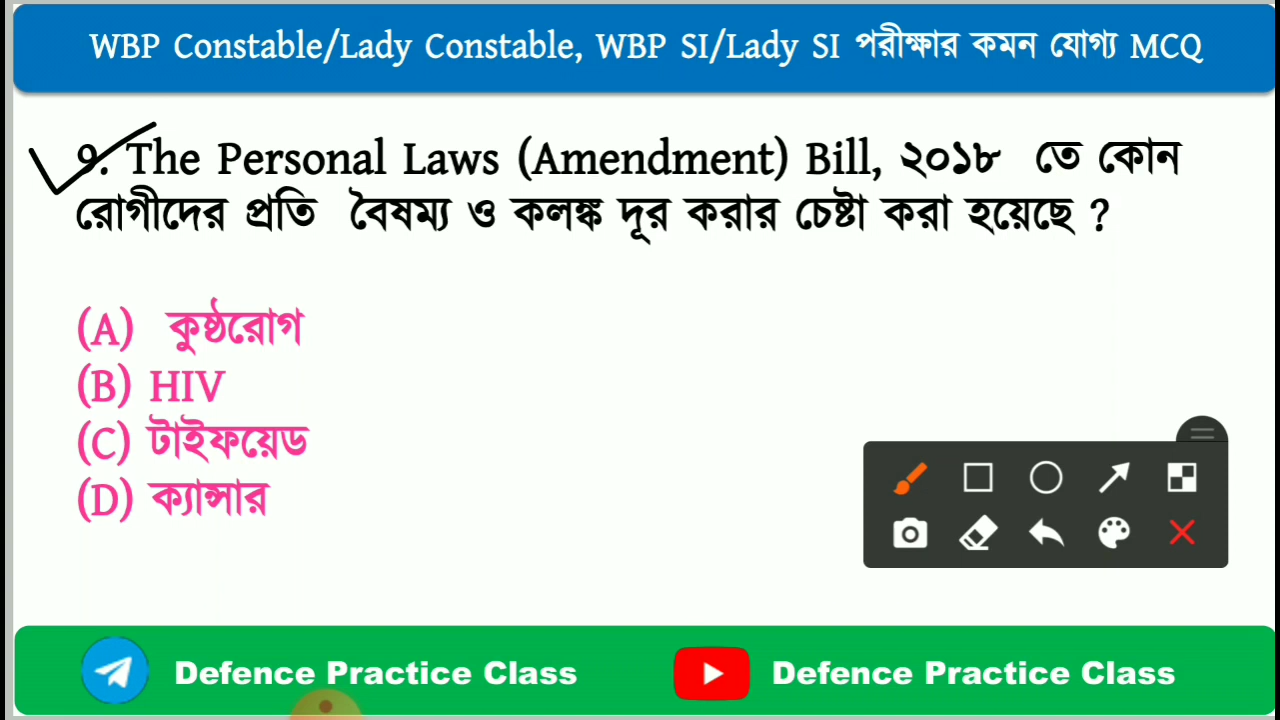 WBP Constable/Lady Constable, WBP SI/Lady SI পরীক্ষার কমন যোগ্য MCQ
9. The Personal Laws (Amendment) Bill, ২০১৮ তে কোন
রোগীদের প্রতি বৈষম্য ও কলঙ্ক দূর করার চেষ্টা করা হয়েছে ?
(A) কুষ্ঠরোগ
(B) HIV
(C) টাইফয়েড
(D) ক্যান্সার
Defence Practice Class
Defence Practice Class